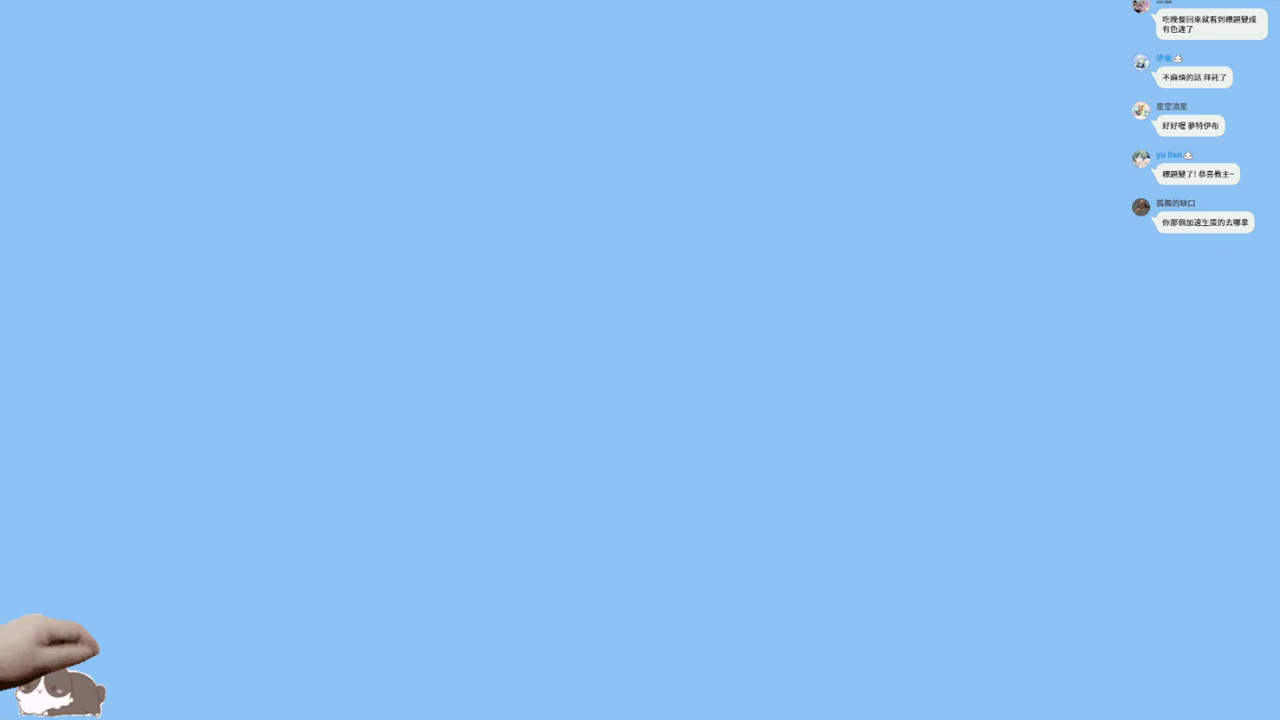 吃晚餐回來就看到標題變成
有色違了
汐朱
不麻煩的話 拜託了
星空流星
好好喔 夢特伊布
yu lian
標題變了! 恭喜教主~
孤獨的缺口
你那個加速生蛋的去哪拿